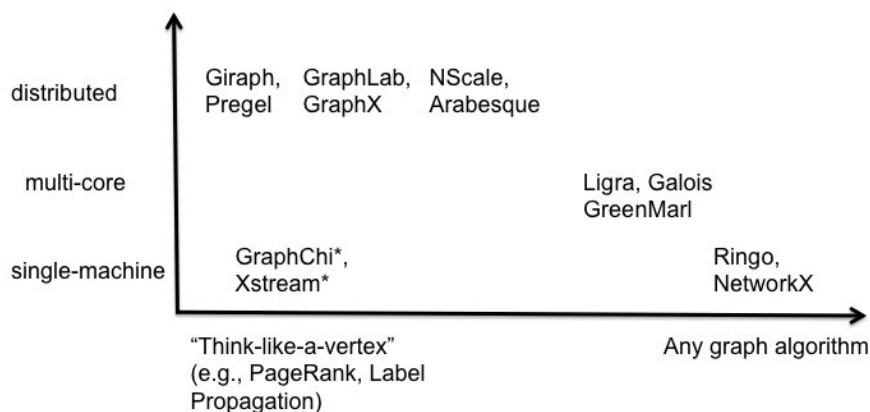 distributed
Giraph, GraphLab, NScale,
Pregel GraphX Arabesque
multi-core
Ligra, Galois
GreenMarl
single-machine
GraphChi*,
Xstream*
Ringo,
NetworkX
“Think-like-a-vertex”
(e.g., PageRank, Label
Propagation)
Any graph algorithm